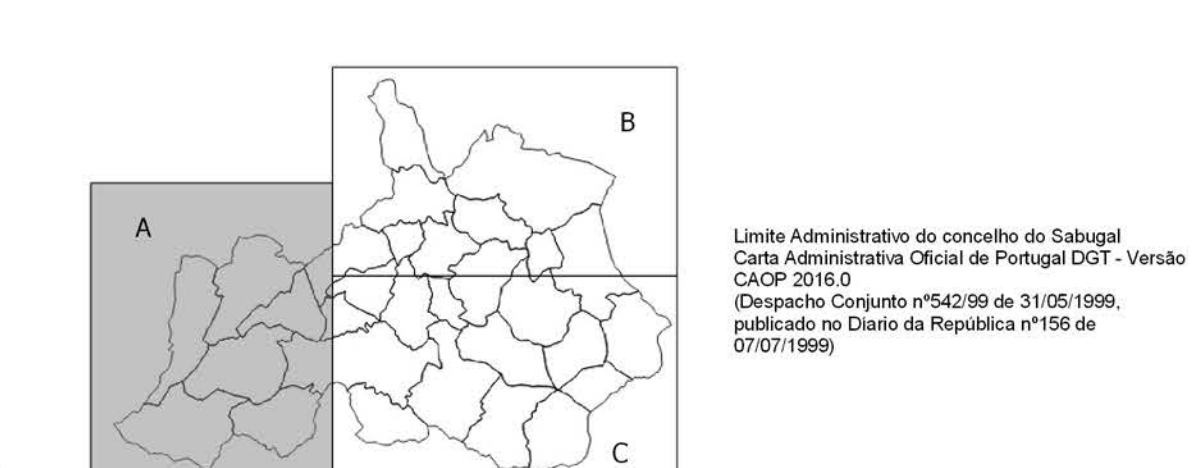 B
A
Limite Administrativo do concelho do Sabugal
Carta Administrativa Oficial de Portugal DGT - Versão
CAOP 2016.0
(Despacho Conjunto nº542/99 de 31/05/1999,
publicado no Diario da República nº156 de
07/07/1999)
C